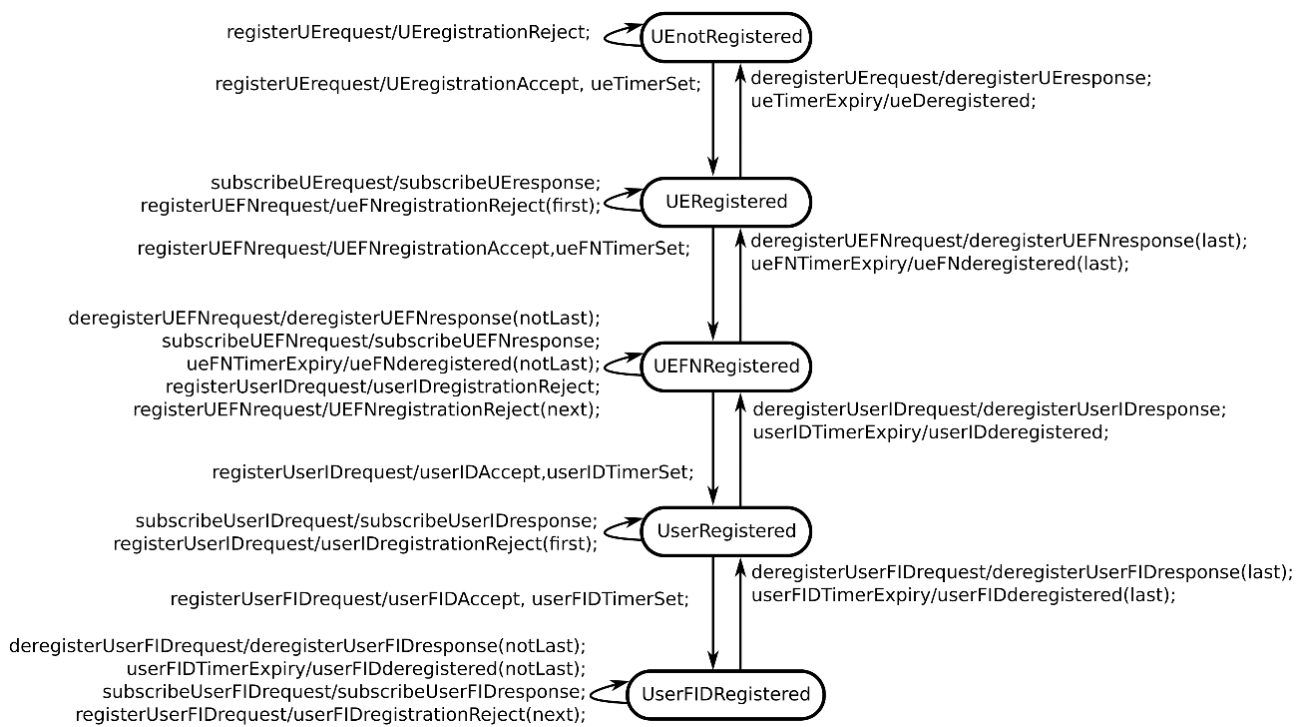 registerUErequest/UEregistrationReject;
UEnotRegistered
registerUErequest/UEregistrationAccept, ueTimerSet;
deregisterUErequest/deregisterUEresponse;
ueTimerExpiry/ueDeregistered;
subscribeUErequest/subscribeUEresponse;
registerUEFNrequest/ueFNregistrationReject(first);
UERegistered
registerUEFNrequest/UEFNregistrationAccept,ueFNTimerSet;
deregisterUEFNrequest/deregisterUEFNresponse(last);
ueFNTimerExpiry/ueFNderegistered(last);
deregisterUEFNrequest/deregisterUEFNresponse(notLast);
subscribeUEFNrequest/subscribeUEFNresponse;
ueFNTimerExpiry/ueFNderegistered(notLast);
registerUserIDrequest/userIDregistrationReject;
registerUEFNrequest/UEFNregistrationReject(next);
UEFNRegistered
deregisterUserIDrequest/deregisterUserIDresponse;
userIDTimerExpiry/userIDderegistered;
registerUserIDrequest/userIDAccept,userIDTimerSet;
subscribeUserIDrequest/subscribeUserIDresponse;
registerUserIDrequest/userIDregistrationReject(first);
UserRegistered
deregisterUserFIDrequest/deregisterUserFIDresponse(last);
userFIDTimerExpiry/userFIDderegistered(last);
registerUserFIDrequest/userFIDAccept, userFIDTimerSet;
deregisterUserFIDrequest/deregisterUserFIDresponse(notLast);
userFIDTimerExpiry/userFIDderegistered(notLast);
subscribeUserFIDrequest/subscribeUserFIDresponse;
registerUserFIDrequest/userFIDregistrationReject(next);
UserFIDRegistered